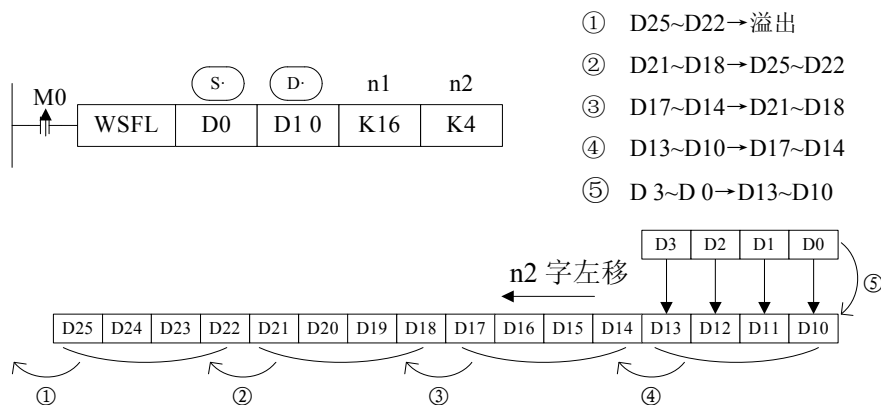 ① D25~D22→溢出
② D21~D18→D25~D22
③ D17~D14→D21~D18
④ D13~D10→D17~D14
⑤ D 3~D 0→D13~D10
S· D· n1 n2
M0
WSFL D0 D1 0 K16 K4
D3 D2 D1 D0
n2 字左移
⑤
D25 D24 D23 D22 D21 D20 D19 D18 D17 D16 D15 D14 D13 D12 D11 D10
① ② ③ ④